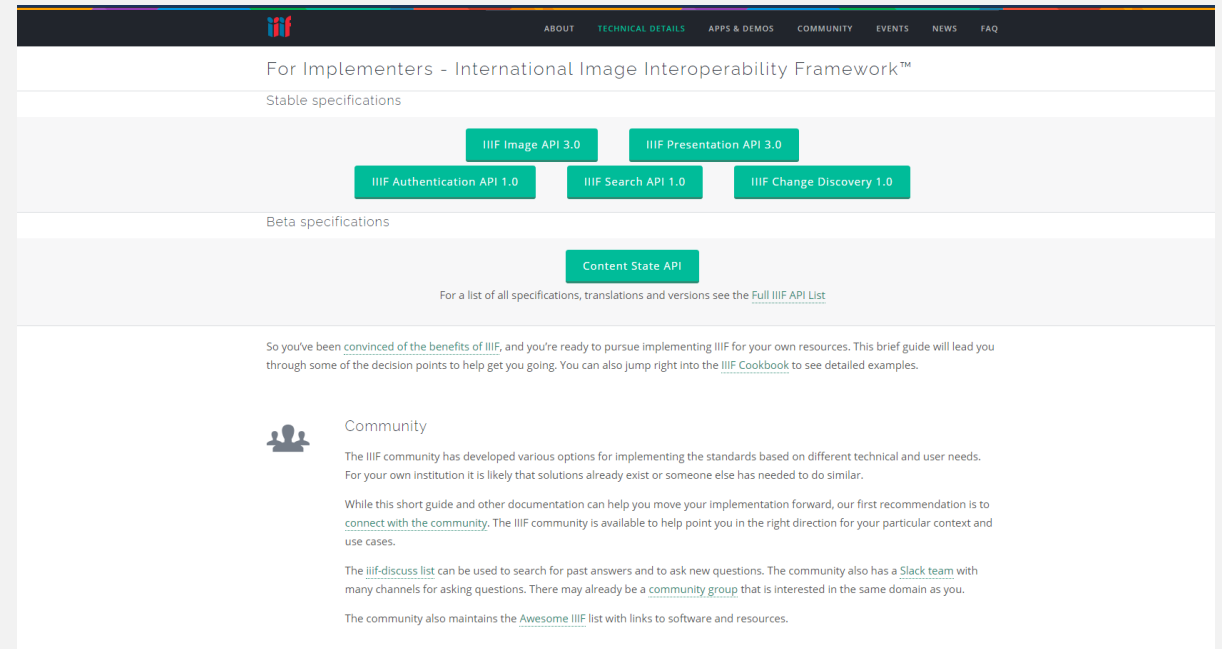 iiif
ABOUT TECHNICAL DETAILS APPS & DEMOS COMMUNITY EVENTS NEWS FAQ
For Implementers - International Image Interoperability Framework™
Stable specifications
IIIF Image API 3.0 IIIF Presentation API 3.0
IIIF Authentication API 1.0 IIIF Search API 1.0 IIIF Change Discovery 1.0
Beta specifications
Content State API
For a list of all specifications, translations and versions see the Full IIIF API List
So you’ve been convinced of the benefits of IIIF, and you’re ready to pursue implementing IIIF for your own resources. This brief guide will lead you
through some of the decision points to help get you going. You can also jump right into the IIIF Cookbook to see detailed examples.
Community
The IIIF community has developed various options for implementing the standards based on different technical and user needs.
For your own institution it is likely that solutions already exist or someone else has needed to do similar.
While this short guide and other documentation can help you move your implementation forward, our first recommendation is to
connect with the community. The IIIF community is available to help point you in the right direction for your particular context and
use cases.
The iiif-discuss list can be used to search for past answers and to ask new questions. The community also has a Slack team with
many channels for asking questions. There may already be a community group that is interested in the same domain as you.
The community also maintains the Awesome IIIF list with links to software and resources.